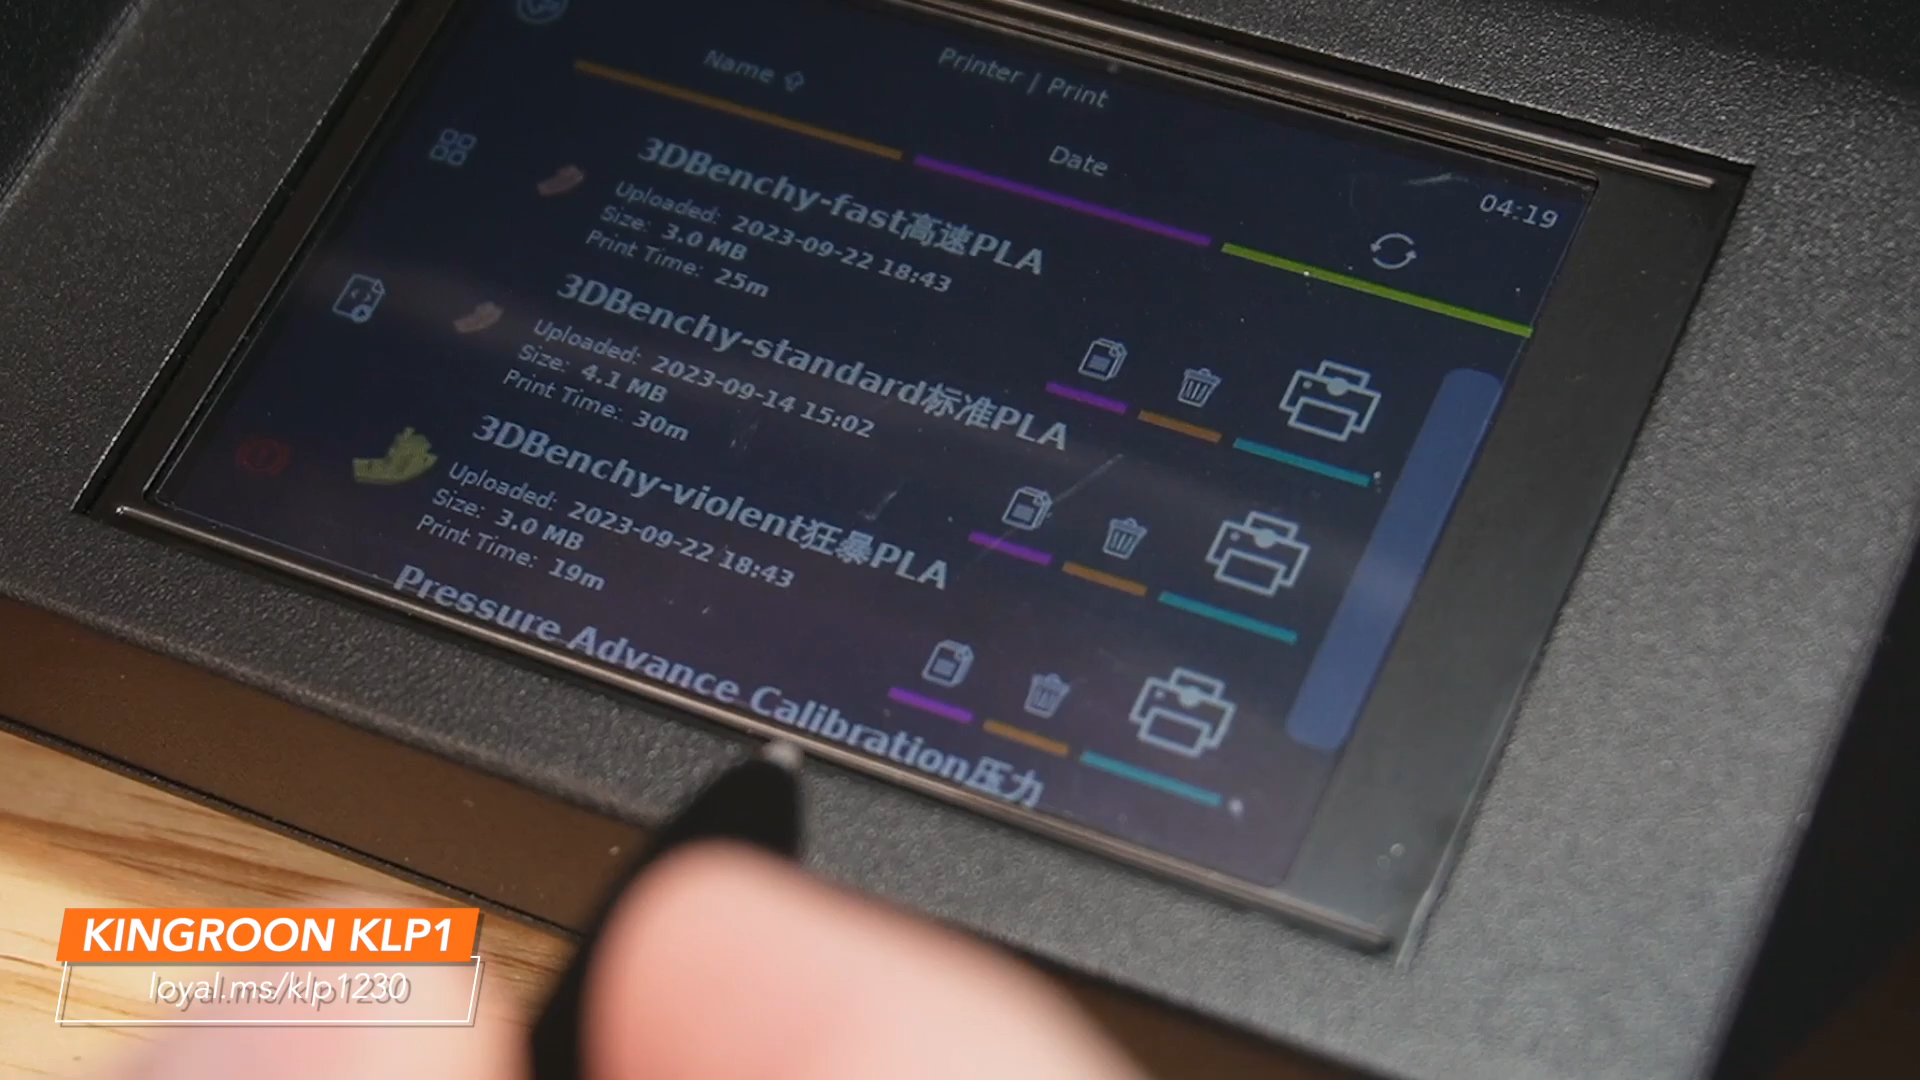 Printer | Print
Name
Date
04:19
3DBenchy-fast高速PLA
Uploaded: 2023-09-22 18:43
Size: 3.0 MB
Print Time: 25m
3DBenchy-standard标准PLA
Uploaded: 2023-09-14 15:02
Size: 4.1 MB
Print Time: 30m
3DBenchy-violent狂暴PLA
Uploaded: 2023-09-22 18:43
Size: 3.0 MB
Print Time: 19m
Pressure Advance Calibration压力
KINGROON KLP1
loyal.ms/klp1230